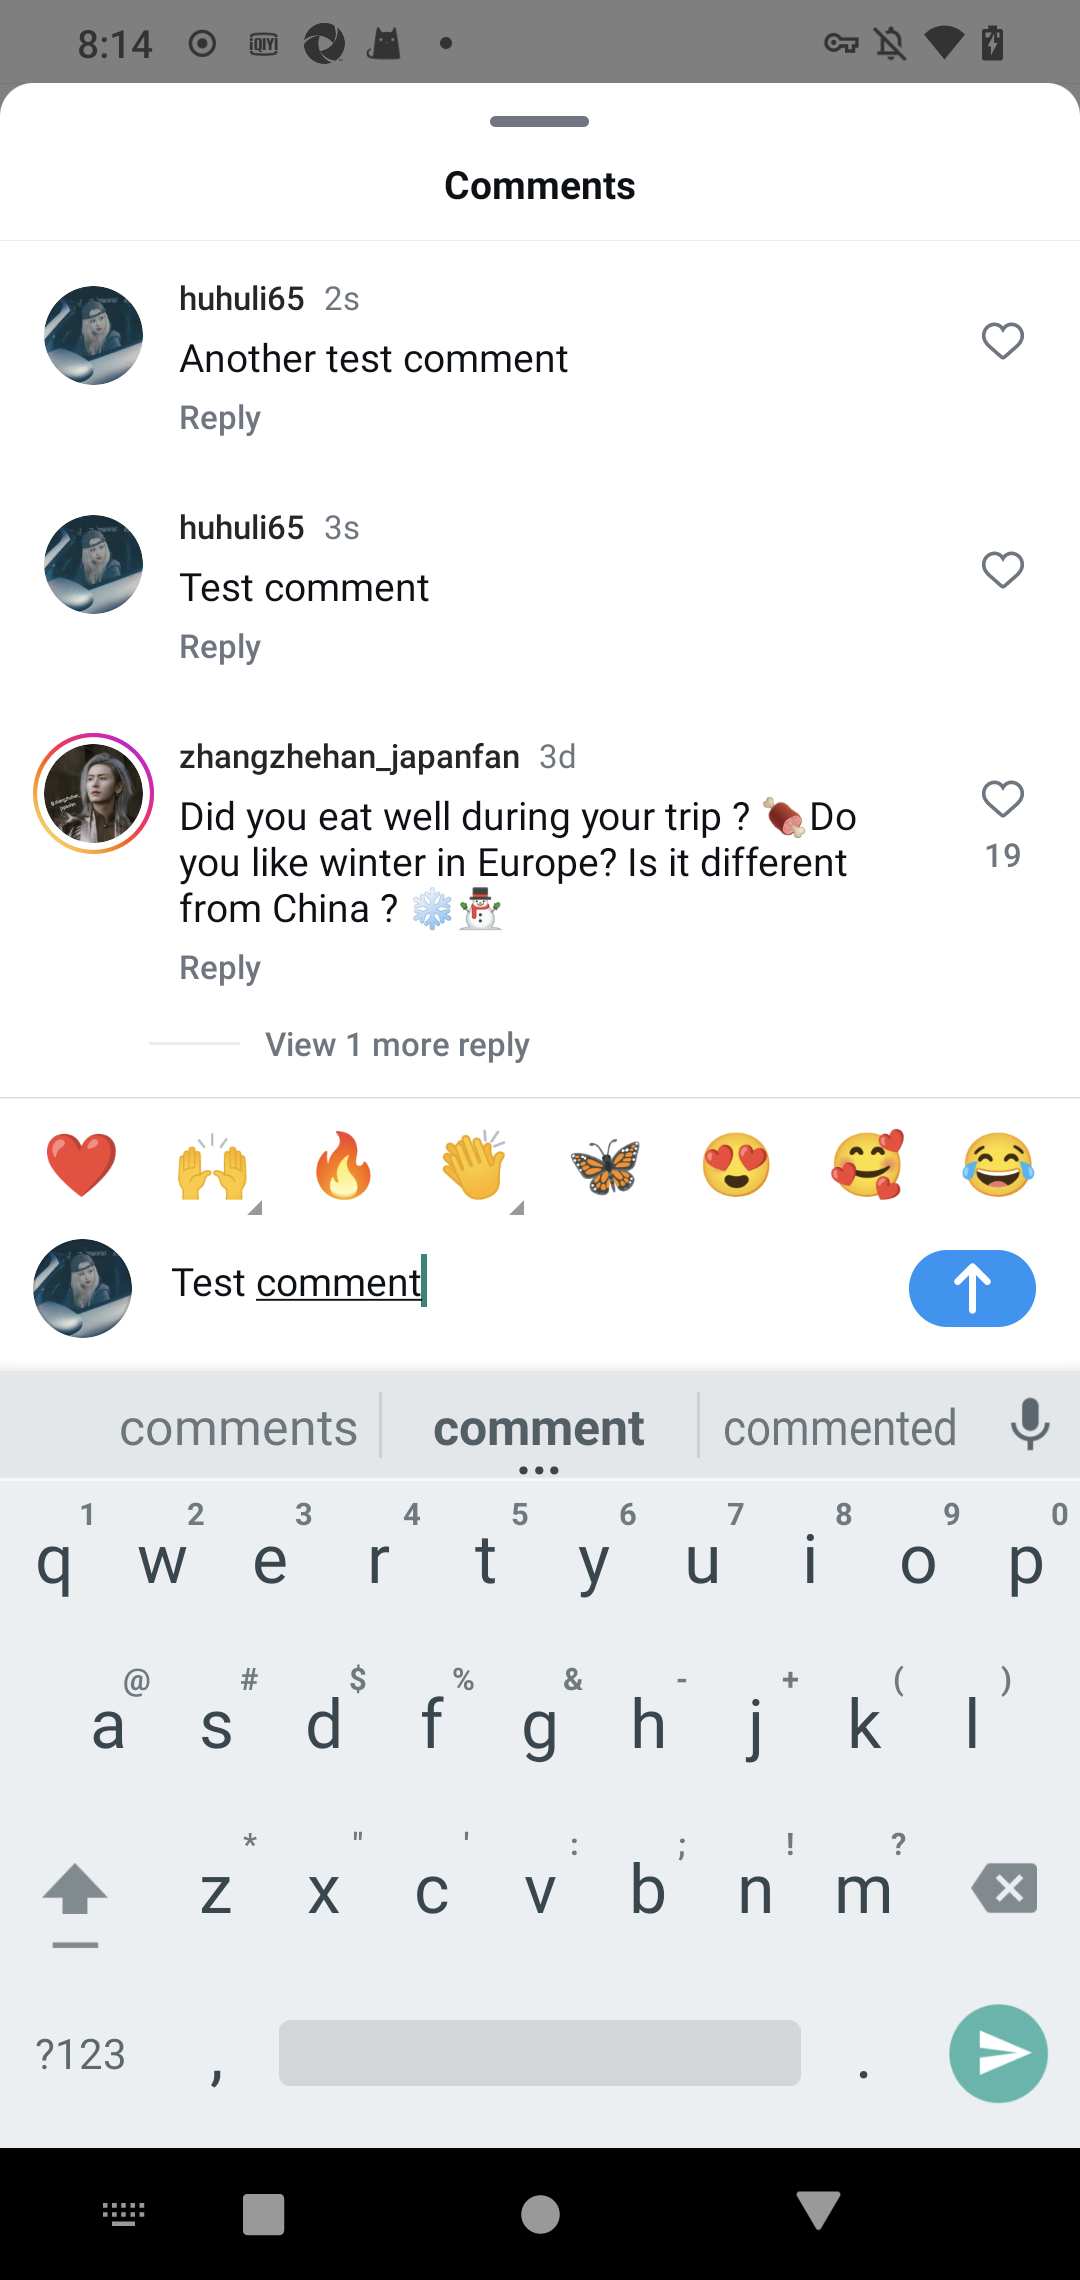 8:14
iQIYI
Comments
huhuli65 2s
Another test comment
Reply
huhuli65 3s
Test comment
Reply
zhangzhehan_japanfan 3d
Did you eat well during your trip ? 🍖Do
you like winter in Europe? Is it different
from China ? ❄️⛄
19
Reply
View 1 more reply
Test comment
comments comment commented
1 2 3 4 5 6 7 8 9 0
q w e r t y u i o p
@ # $ % & - + ( )
a s d f g h j k l
* " ' : ; ! ?
z x c v b n m
?123 , .